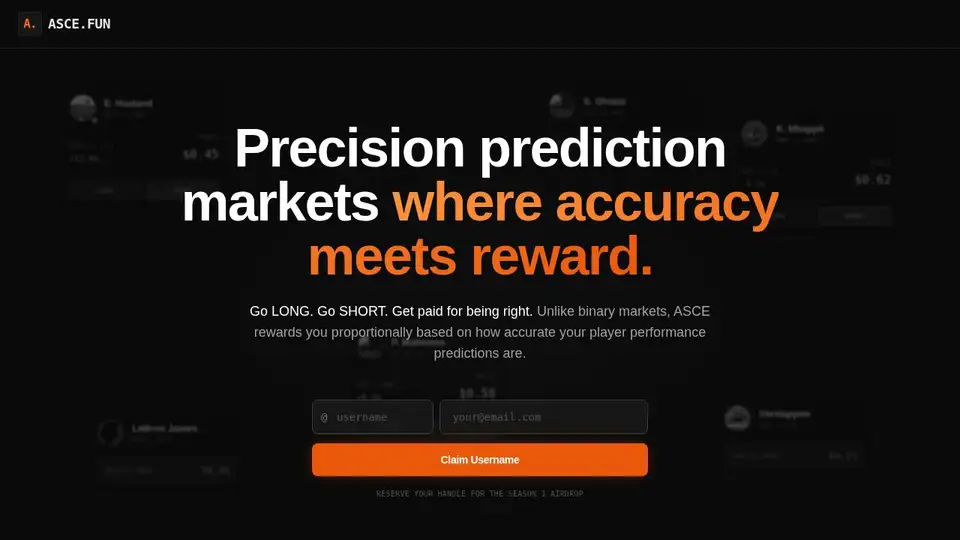 A. ASCE.FUN
E. Haaland
$0.45
K. Mbappé
$0.62
Precision prediction
markets where accuracy
meets reward.
Go LONG. Go SHORT. Get paid for being right. Unlike binary markets, ASCE
rewards you proportionally based on how accurate your player performance
predictions are.
$0.58
@ username
your@email.com
LeBron James
Verstappen
Claim Username
RESERVE YOUR HANDLE FOR THE SEASON 1 AIRDROP